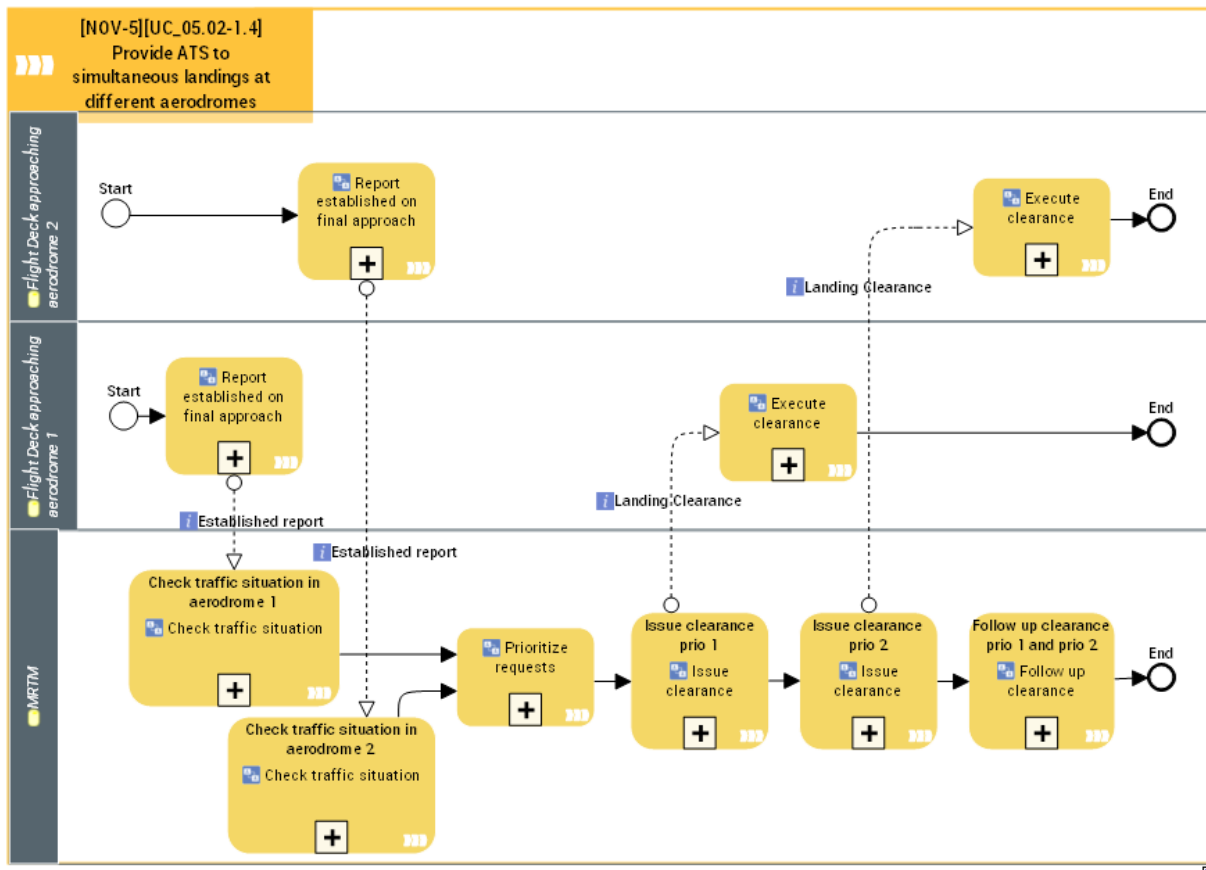 [NOV-5][UC_05.02-1.4]
Provide ATS to
simultaneous landings at
different aerodromes
Flight Deck approaching
aerodrome 2
Start
Report
established on
final approach
Execute
clearance
End
Landing Clearance
Flight Deck approaching
aerodrome 1
Start
Report
established on
final approach
Execute
clearance
End
Landing Clearance
Established report
Established report
MRTM
Check traffic situation in
aerodrome 1
Check traffic situation
Check traffic situation in
aerodrome 2
Check traffic situation
Prioritize
requests
Issue clearance
prio 1
Issue
clearance
Issue clearance
prio 2
Issue
clearance
Follow up clearance
prio 1 and prio 2
Follow up
clearance
End